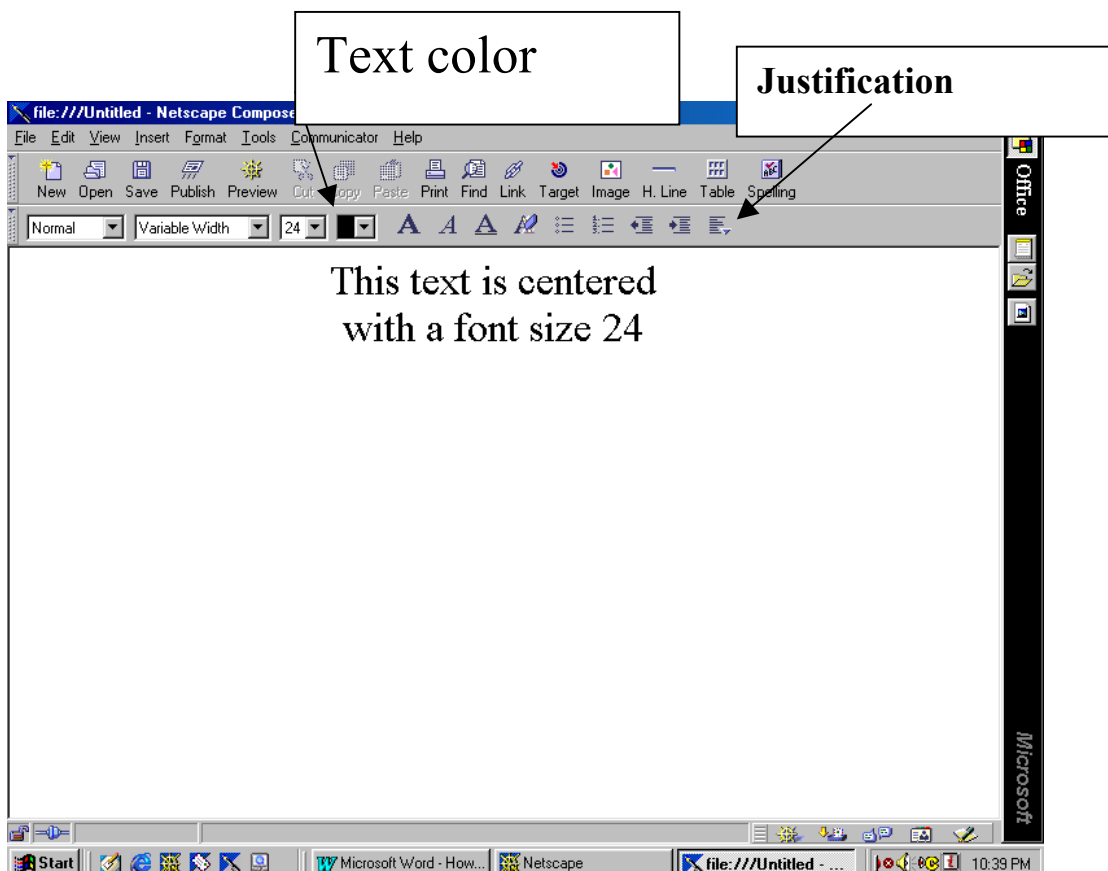 Text color
Justification
file:///Untitled - Netscape Compose
File Edit View Insert Format Tools Communicator Help
New Open Save Publish Preview Cut Copy Paste Print Find Link Target Image H. Line Table Spelling
Normal Variable Width 24
This text is centered
with a font size 24
Office
Microsoft
Start Microsoft Word - How... Netscape file:///Untitled - ... 10:39 PM